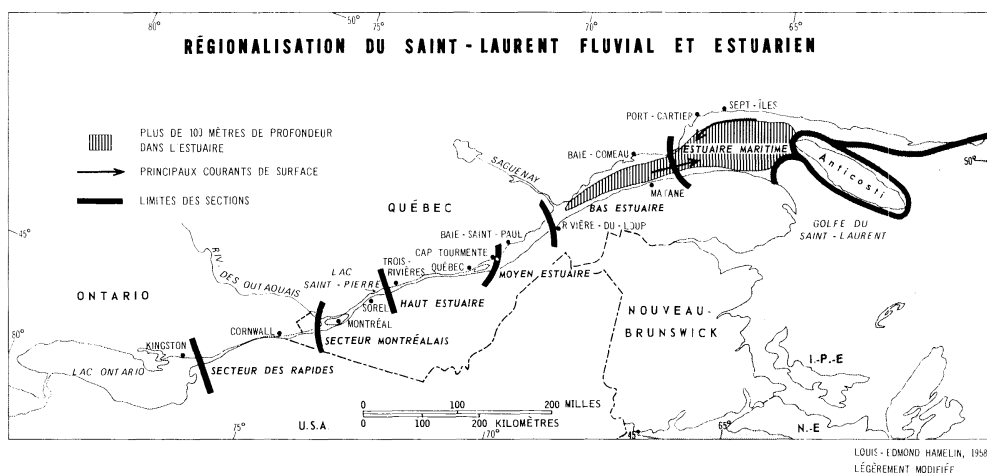 80° 50° 75° 70° 65° 60°
RÉGIONALISATION DU SAINT-LAURENT FLUVIAL ET ESTUARIEN
PLUS DE 100 MÈTRES DE PROFONDEUR
DANS L'ESTUAIRE
PRINCIPAUX COURANTS DE SURFACE
LIMITES DES SECTIONS
SEPT-ÎLES
PORT-CARTIER
ESTUAIRE MARITIME
BAIE-COMEAU
50°
Anticosti
SAGUENAY
MATANE
QUÉBEC
BAS ESTUAIRE
GOLFE DU
SAINT-LAURENT
RIVIÈRE-DU-LOUP
BAIE-SAINT-PAUL
45°
CAP TOURMENTE
QUÉBEC
MOYEN ESTUAIRE
RIV. DES OUTAOUAIS
LAC
SAINT-PIERRE
TROIS-
RIVIÈRES
HAUT ESTUAIRE
SOREL
ONTARIO
MONTRÉAL
NOUVEAU-
BRUNSWICK
CORNWALL
SECTEUR MONTRÉALAIS
80°
KINGSTON
LAC ONTARIO
SECTEUR DES RAPIDES
I.-P.-E
0 100 200 MILLES
0 100 200 KILOMÈTRES
75°
U.S.A.
70°
45°
65°
N.-E
LOUIS-EDMOND HAMELIN, 1958
LÉGÈREMENT MODIFIÉE